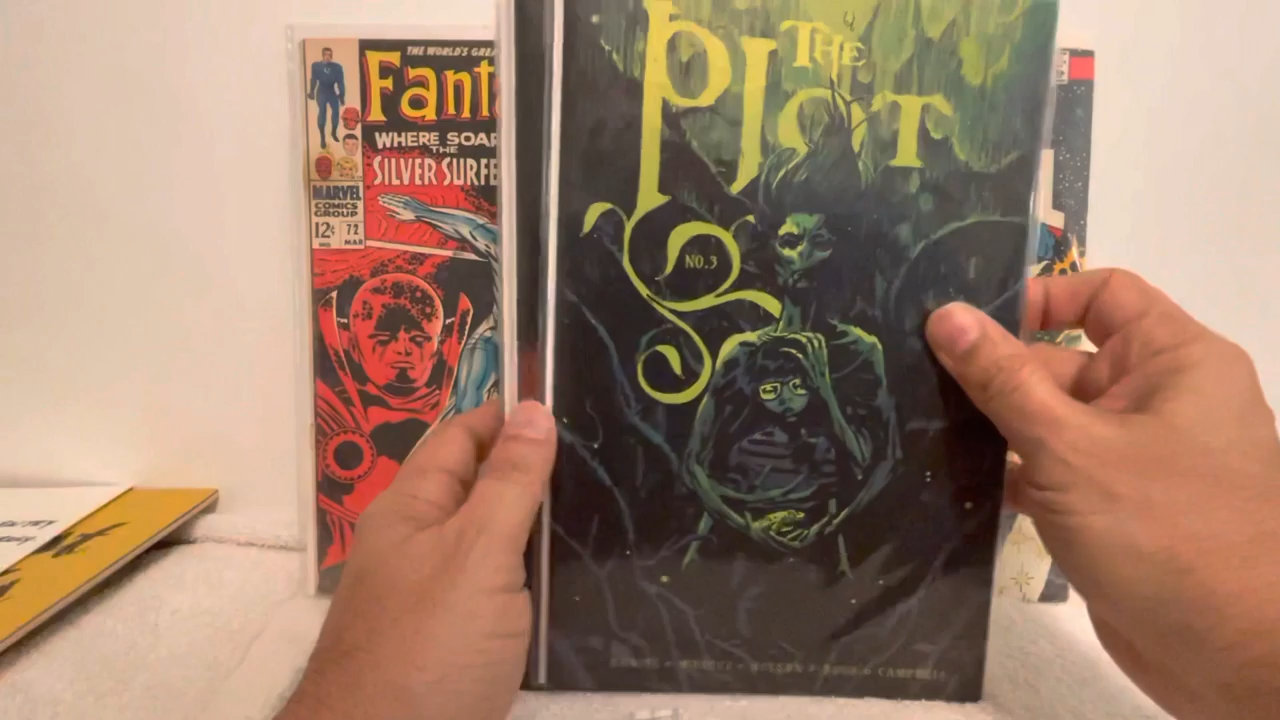 THE WORLD'S GREA
Fant
WHERE SOAR
THE
SILVER SURFE
MARVEL
COMICS
GROUP
12¢
72
MAR
THE
PLOT
NO.3
CAMPBELL